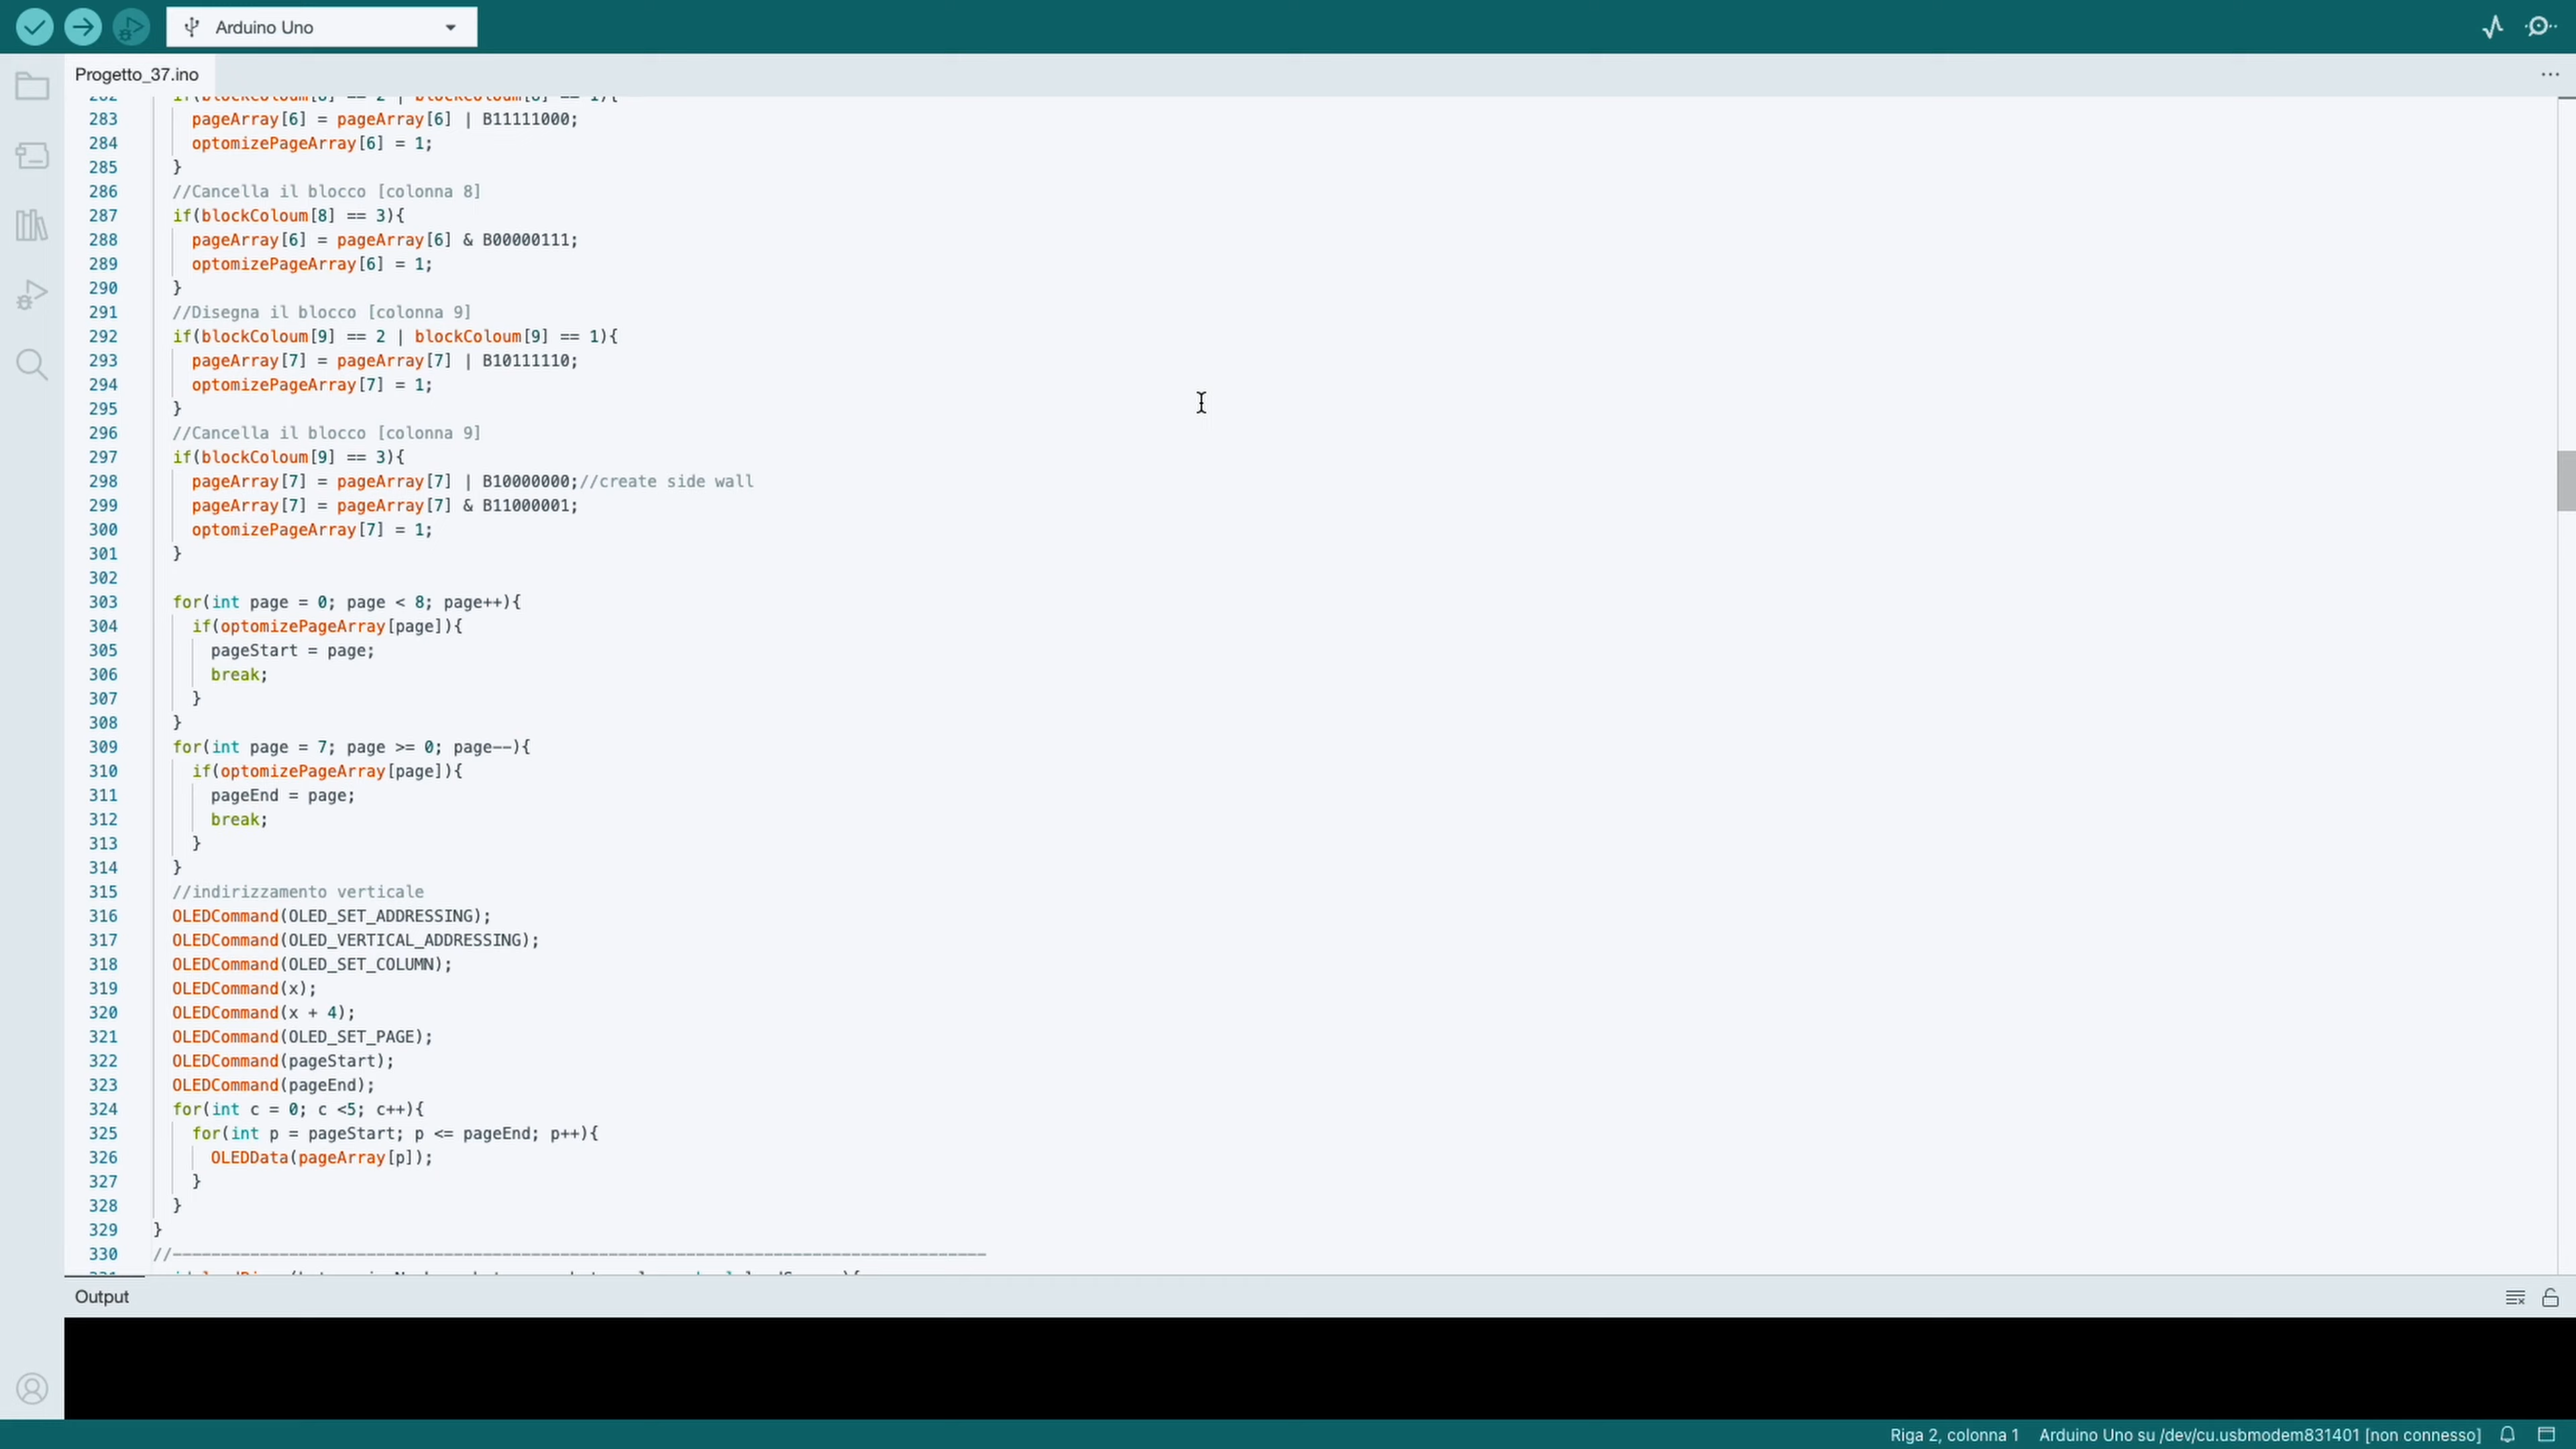 Arduino Uno
Progetto_37.ino
282 if(blockColoum[8] == 2 | blockColoum[8] == 1){
283 pageArray[6] = pageArray[6] | B11111000;
284 optomizePageArray[6] = 1;
285 }
286 //Cancella il blocco [colonna 8]
287 if(blockColoum[8] == 3){
288 pageArray[6] = pageArray[6] & B00000111;
289 optomizePageArray[6] = 1;
290 }
291 //Disegna il blocco [colonna 9]
292 if(blockColoum[9] == 2 | blockColoum[9] == 1){
293 pageArray[7] = pageArray[7] | B10111110;
294 optomizePageArray[7] = 1;
295 }
296 //Cancella il blocco [colonna 9]
297 if(blockColoum[9] == 3){
298 pageArray[7] = pageArray[7] | B10000000;//create side wall
299 pageArray[7] = pageArray[7] & B11000001;
300 optomizePageArray[7] = 1;
301 }
302
303 for(int page = 0; page < 8; page++){
304 if(optomizePageArray[page]){
305 pageStart = page;
306 break;
307 }
308 }
309 for(int page = 7; page >= 0; page--){
310 if(optomizePageArray[page]){
311 pageEnd = page;
312 break;
313 }
314 }
315 //indirizzamento verticale
316 OLEDCommand(OLED_SET_ADDRESSING);
317 OLEDCommand(OLED_VERTICAL_ADDRESSING);
318 OLEDCommand(OLED_SET_COLUMN);
319 OLEDCommand(x);
320 OLEDCommand(x + 4);
321 OLEDCommand(OLED_SET_PAGE);
322 OLEDCommand(pageStart);
323 OLEDCommand(pageEnd);
324 for(int c = 0; c <5; c++){
325 for(int p = pageStart; p <= pageEnd; p++){
326 OLEDData(pageArray[p]);
327 }
328 }
329 }
330 //------------------------------------------------------------------------------------
Output
Riga 2, colonna 1 Arduino Uno su /dev/cu.usbmodem831401 [non connesso]